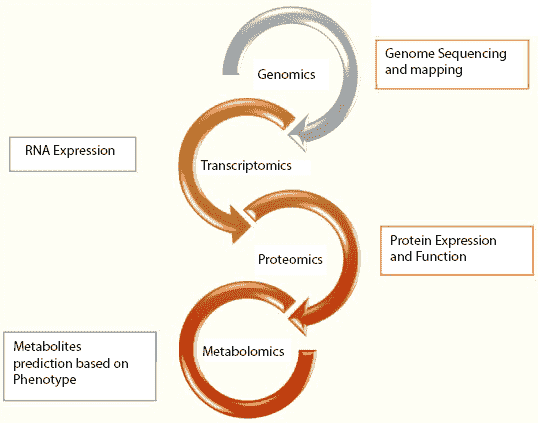 Genomics
Genome Sequencing
and mapping
RNA Expression
Transcriptomics
Proteomics
Protein Expression
and Function
Metabolites
prediction based on
Phenotype
Metabolomics